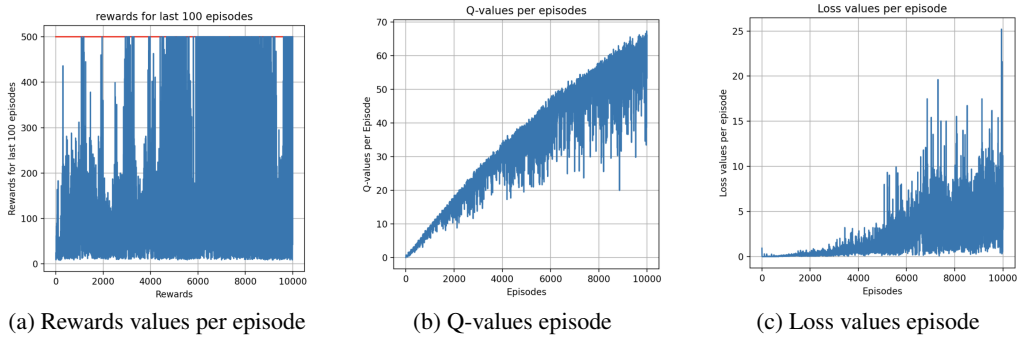 rewards for last 100 episodes
Rewards for last 100 episodes
500
400
300
200
100
0
0 2000 4000 6000 8000 10000
Rewards
(a) Rewards values per episode
Q-values per episodes
Q-values per Episode
70
60
50
40
30
20
10
0
0 2000 4000 6000 8000 10000
Episodes
(b) Q-values episode
Loss values per episode
Loss values per episode
25
20
15
10
5
0
0 2000 4000 6000 8000 10000
Episodes
(c) Loss values episode